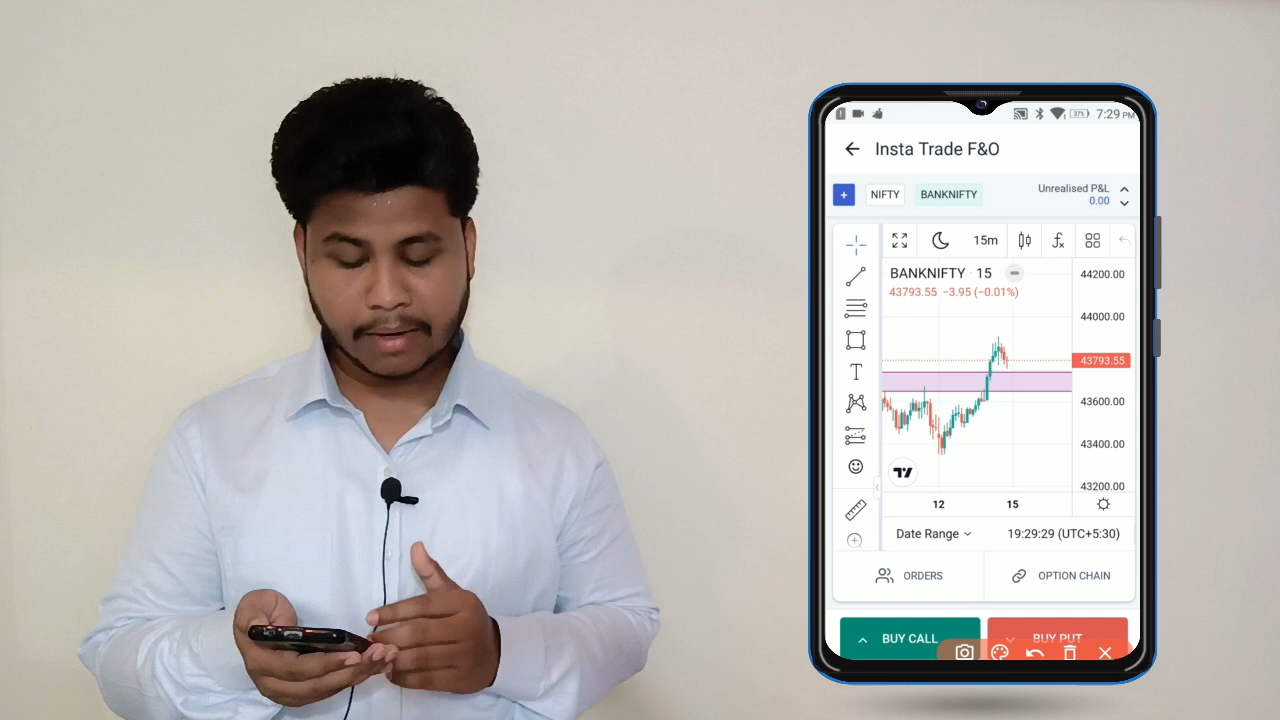 37% 7:29 PM
Insta Trade F&O
+ NIFTY BANKNIFTY
Unrealised P&L
0.00
15m
BANKNIFTY · 15
43793.55 −3.95 (−0.01%)
44200.00
44000.00
43793.55
43600.00
43400.00
43200.00
12 15
Date Range 19:29:29 (UTC+5:30)
ORDERS OPTION CHAIN
BUY CALL BUY PUT